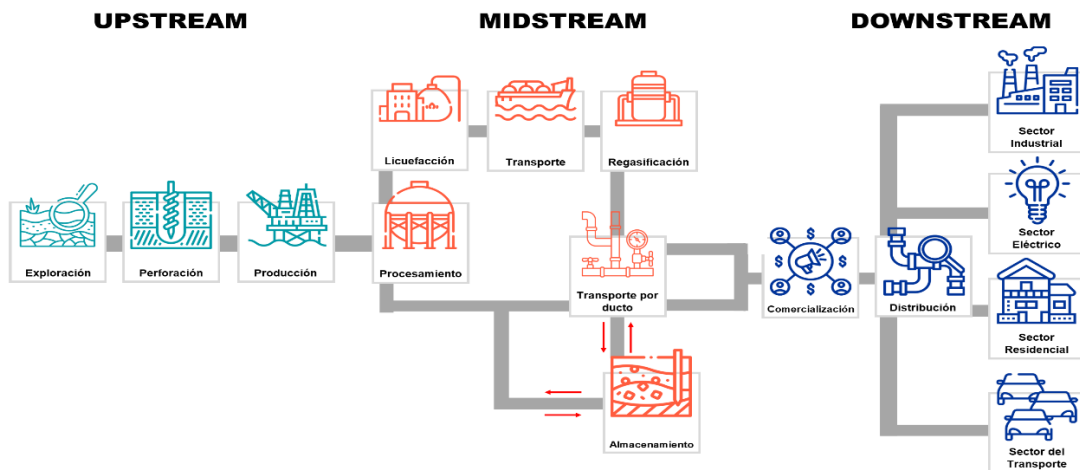 UPSTREAM
MIDSTREAM
DOWNSTREAM
Exploración
Perforación
Producción
Licuefacción
Transporte
Regasificación
Procesamiento
Transporte por
ducto
Almacenamiento
Comercialización
Distribución
Sector
Industrial
Sector
Eléctrico
Sector
Residencial
Sector del
Transporte